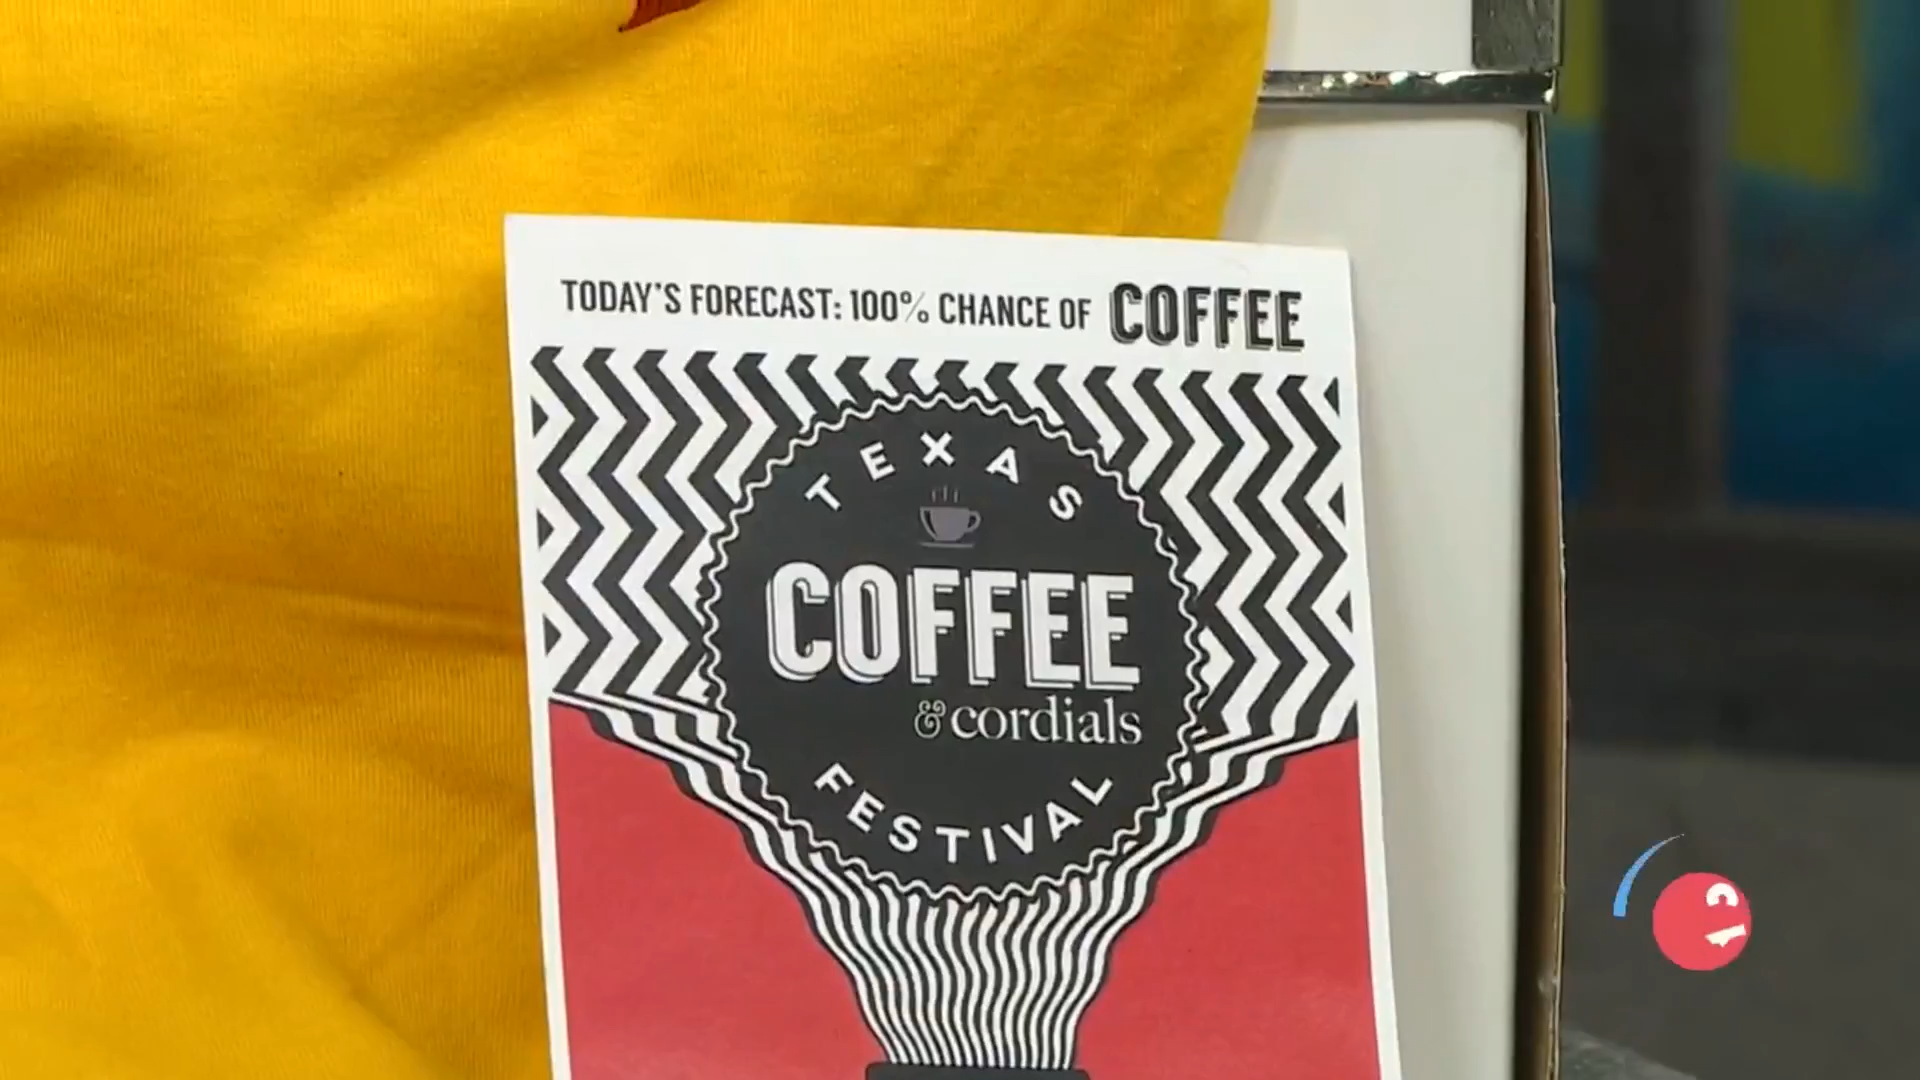 TODAY'S FORECAST: 100% CHANCE OF COFFEE
TEXAS
COFFEE
& cordials
FESTIVAL